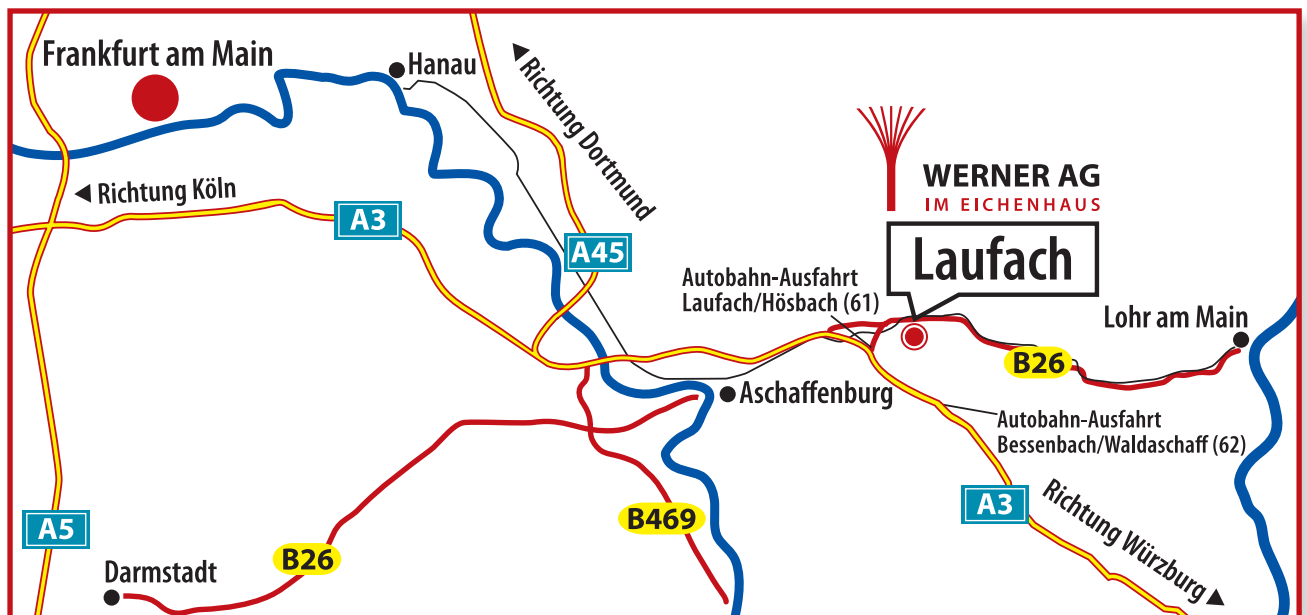 Frankfurt am Main
Hanau
Richtung Dortmund
Richtung Köln
A3
A45
WERNER AG
IM EICHENHAUS
Laufach
Autobahn-Ausfahrt
Laufach/Hösbach (61)
Lohr am Main
B26
Aschaffenburg
Autobahn-Ausfahrt
Bessenbach/Waldaschaff (62)
A3
Richtung Würzburg
A5
B469
B26
Darmstadt